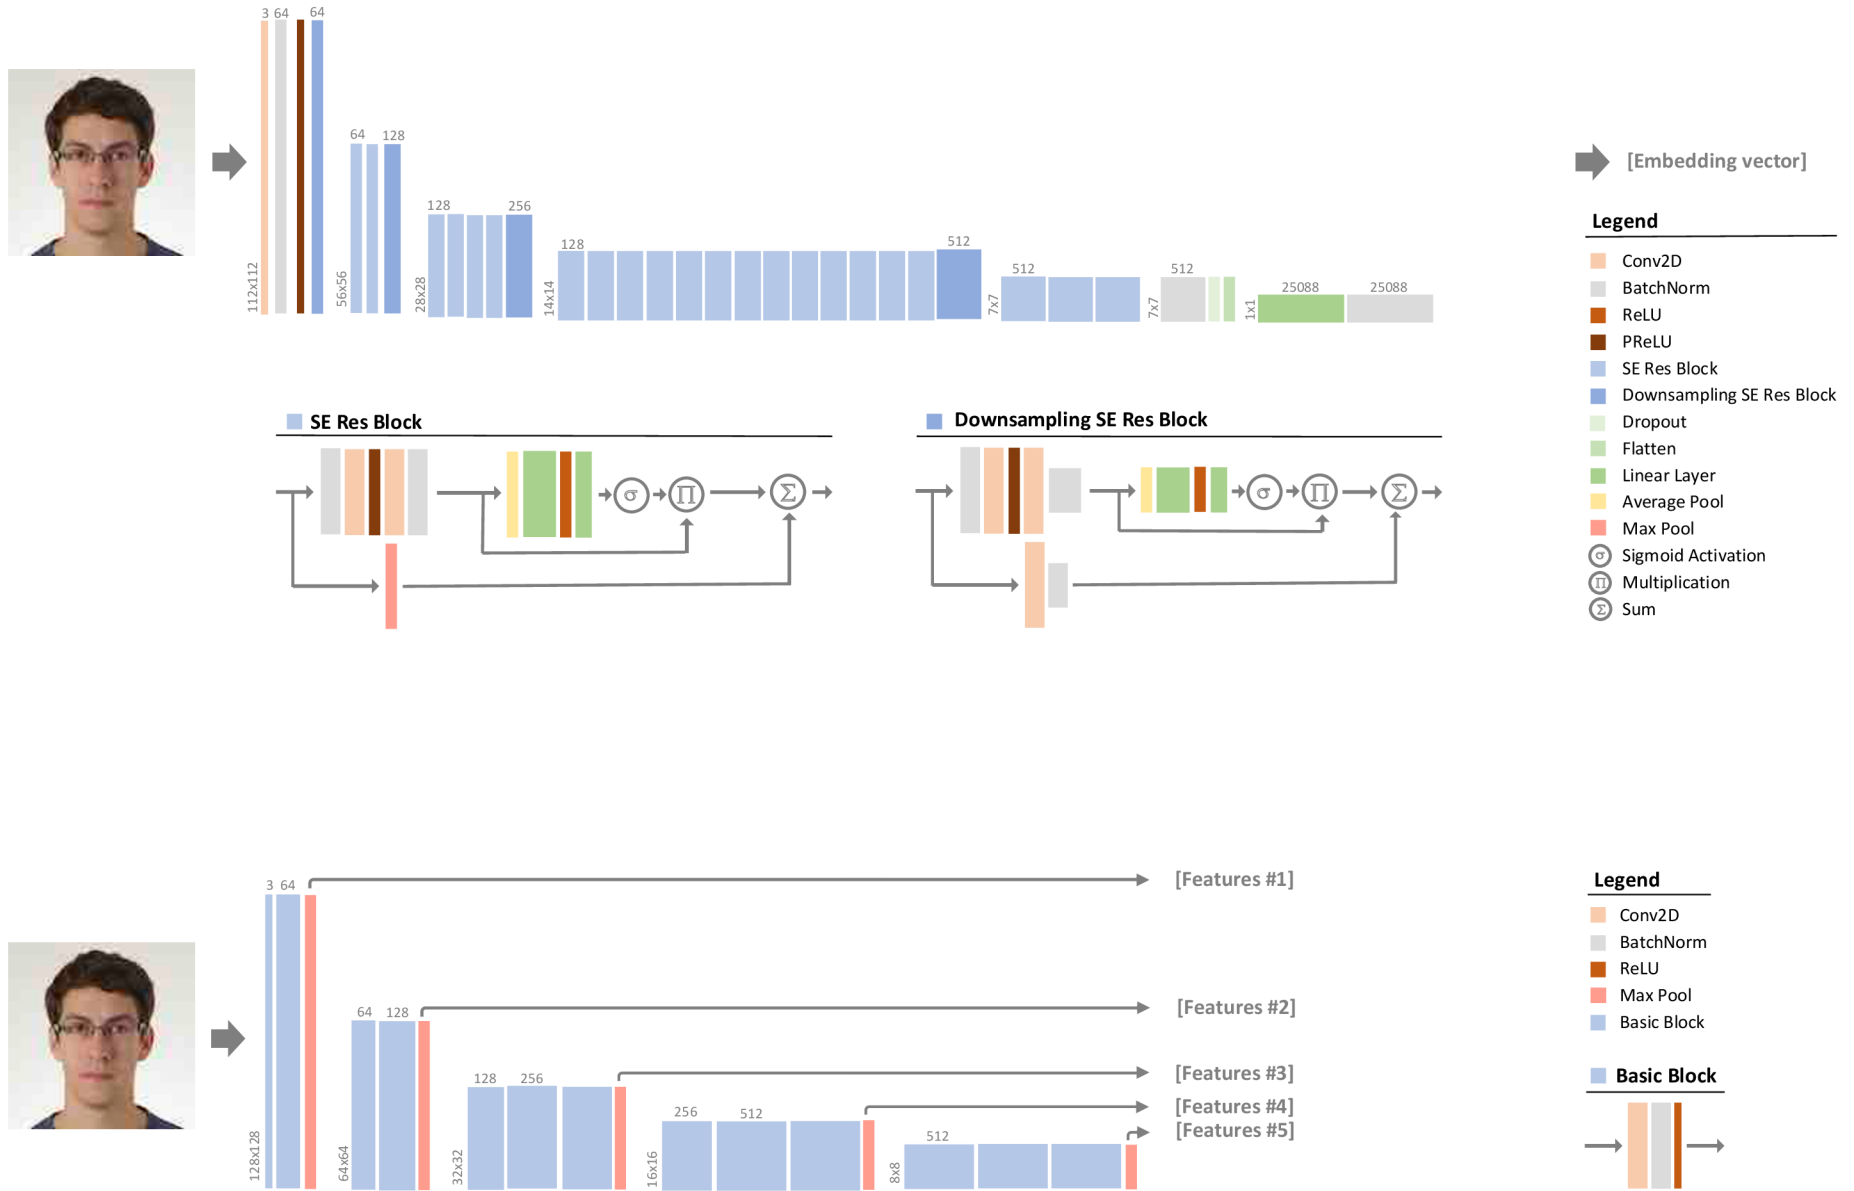 3 64 64
112x112
64 128
56x56
128 256
28x28
128 512
14x14
512
7x7
512
7x7
25088 25088
1x1
[Embedding vector]
Legend
Conv2D
BatchNorm
ReLU
PReLU
SE Res Block
Downsampling SE Res Block
Dropout
Flatten
Linear Layer
Average Pool
Max Pool
σ Sigmoid Activation
Π Multiplication
Σ Sum
SE Res Block
σ Π Σ
Downsampling SE Res Block
σ Π Σ
3 64
128x128
[Features #1]
64 128
64x64
[Features #2]
128 256
32x32
[Features #3]
256 512
16x16
[Features #4]
512
8x8
[Features #5]
Legend
Conv2D
BatchNorm
ReLU
Max Pool
Basic Block
Basic Block